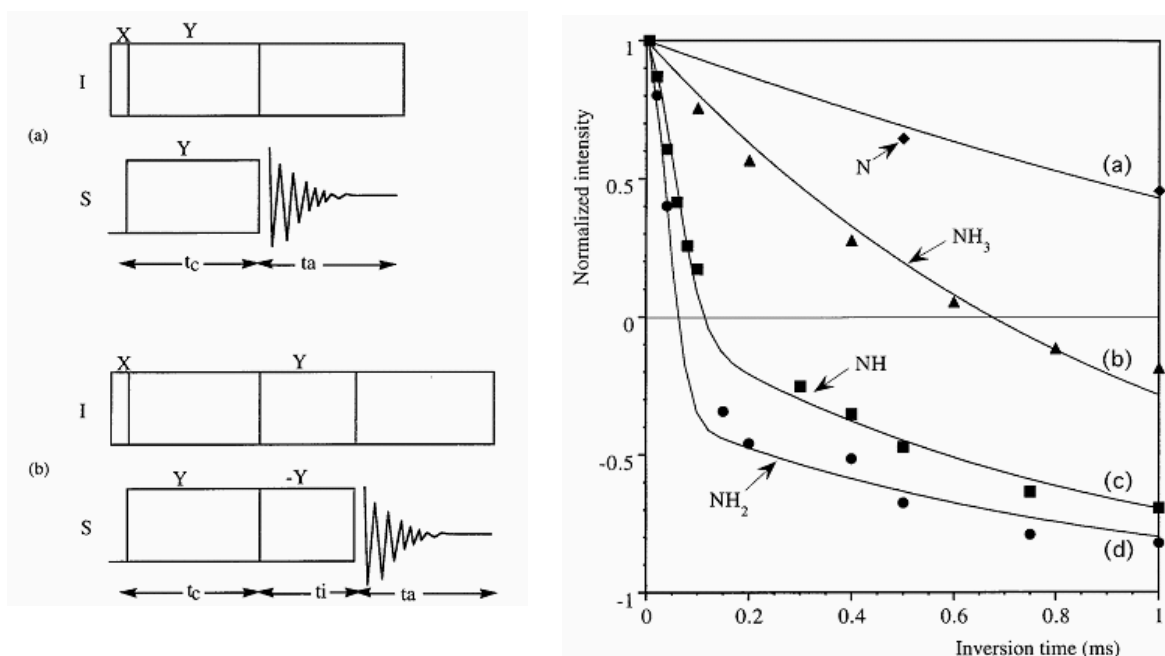 X
Y
I
(a)
Y
S
tc
ta
X
Y
I
(b)
Y
-Y
S
tc
ti
ta
Normalized intensity
1
0.5
0
-0.5
-1
N
(a)
NH3
(b)
NH
(c)
NH2
(d)
0
0.2
0.4
0.6
0.8
1
Inversion time (ms)